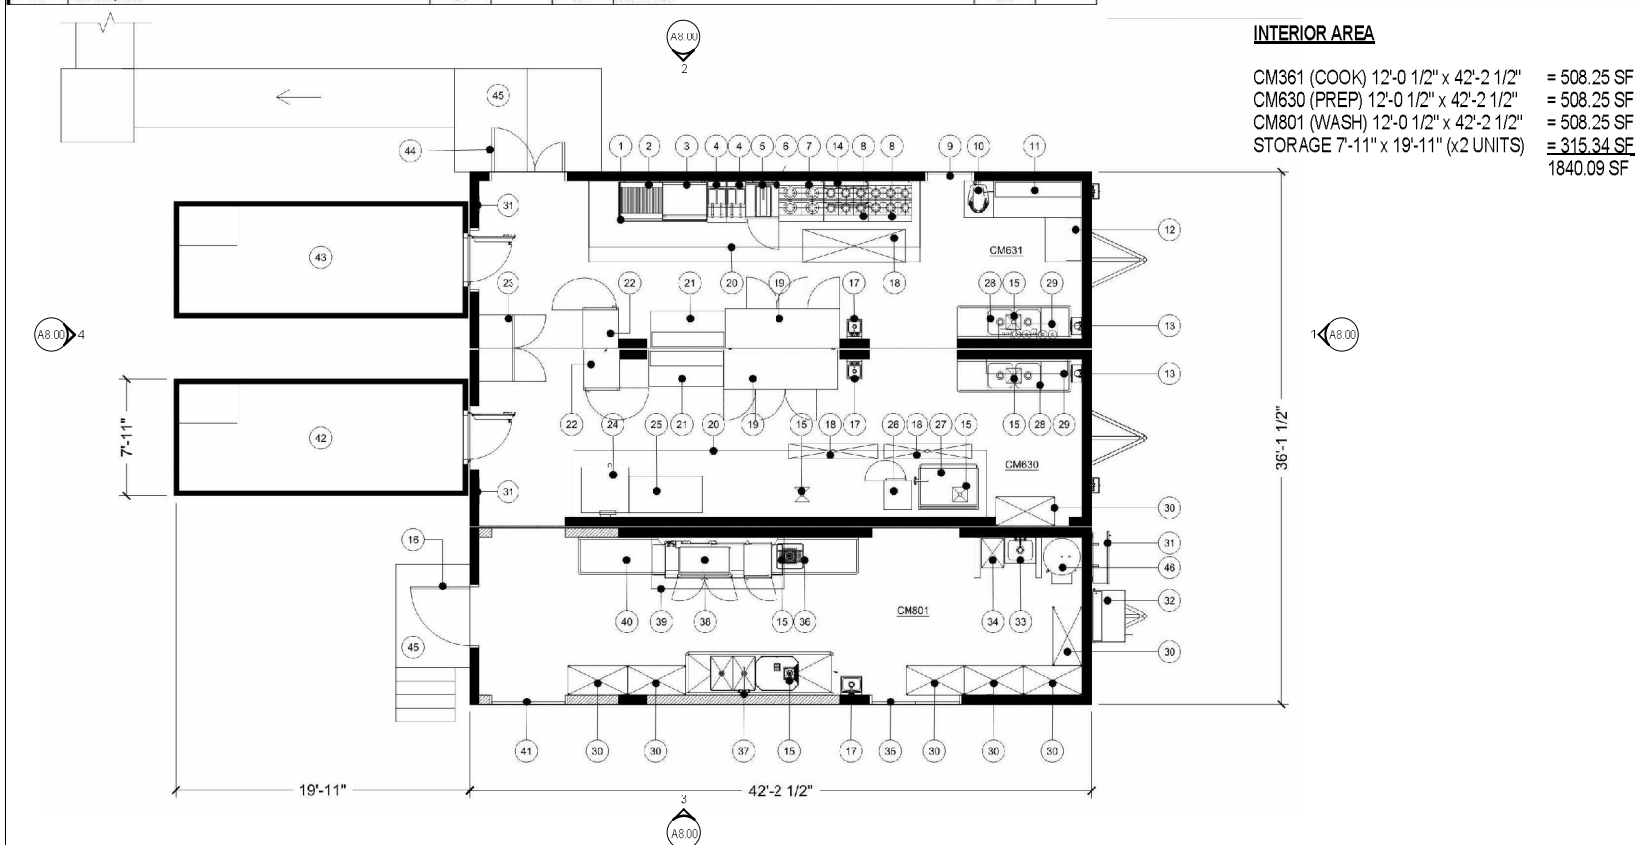 A8.00
2
INTERIOR AREA
CM361 (COOK) 12'-0 1/2" x 42'-2 1/2" = 508.25 SF
CM630 (PREP) 12'-0 1/2" x 42'-2 1/2" = 508.25 SF
CM801 (WASH) 12'-0 1/2" x 42'-2 1/2" = 508.25 SF
STORAGE 7'-11" x 19'-11" (x2 UNITS) = 315.34 SF
1840.09 SF
45
44 1 2 3 4 4 5 6 7 14 8 8 9 10 11
31
12
CM631
43
23 22 21 20 19 17 18 28 15 29
13
A8.00 4
1 A8.00
13
22 24 25 21 20 19 15 18 17 26 18 27 15 15 28 29
42
7'-11"
36'-1 1/2"
CM630
31
30
16
31
46
32
CM801
40 39 38 15 36 34 33
45
30
41 30 30 37 15 17 35 30 30 30
19'-11"
42'-2 1/2"
3
A8.00